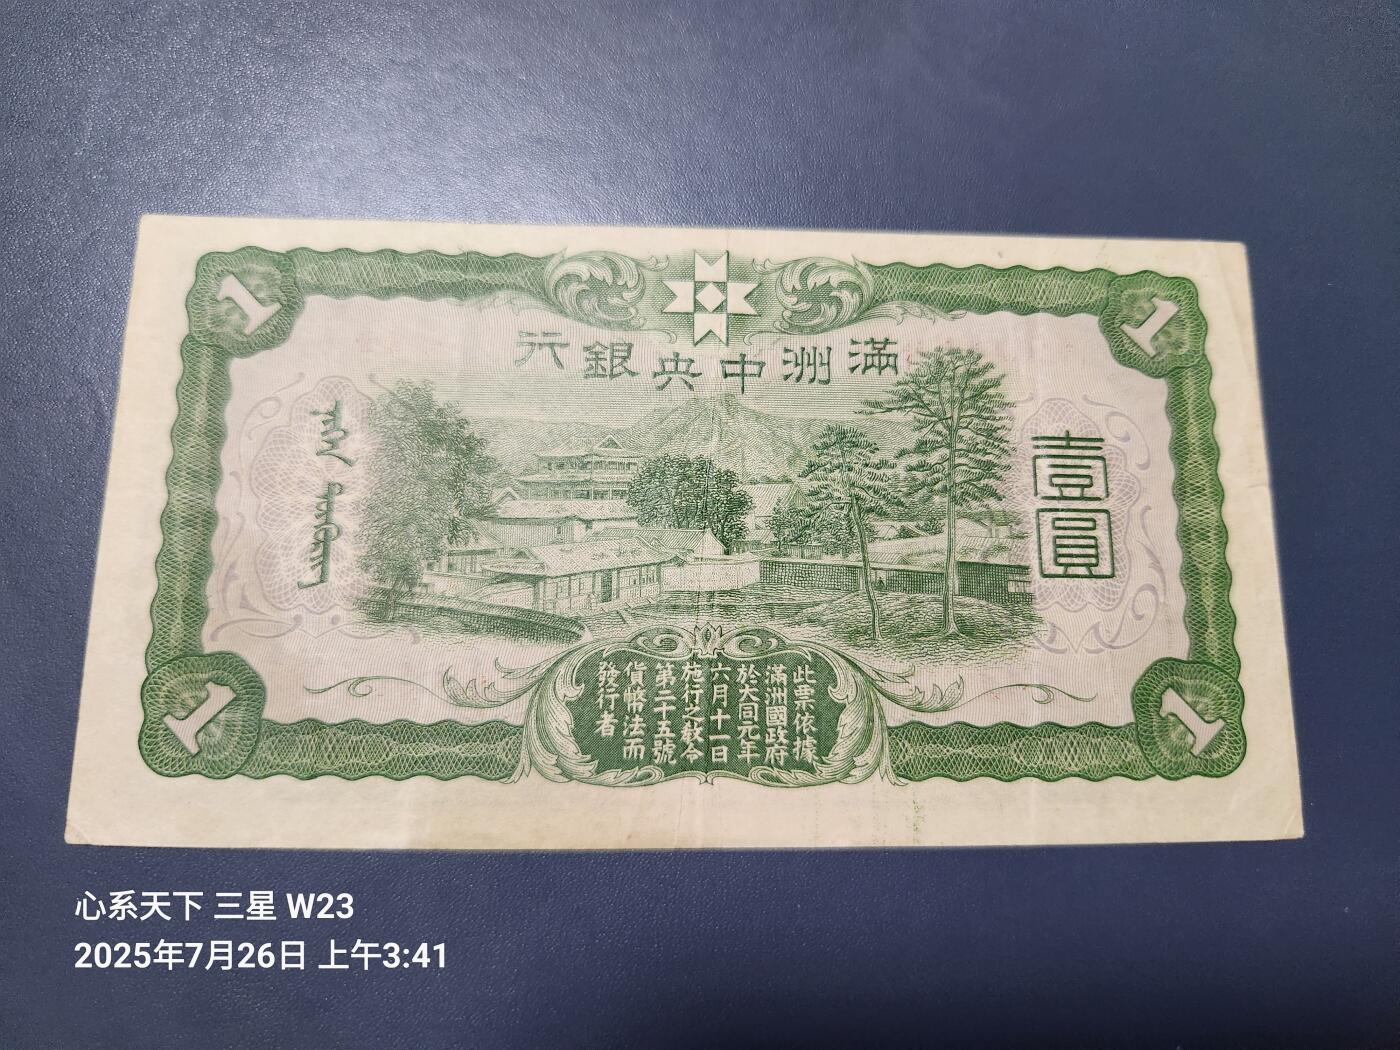 滿洲中央銀行
壹圓
1
1
1
1
此票依據
滿洲國政府
於大同元年
六月十一日
施行之教令
第二十五號
貨幣法而
發行者
心系天下 三星 W23
2025年7月26日 上午3:41